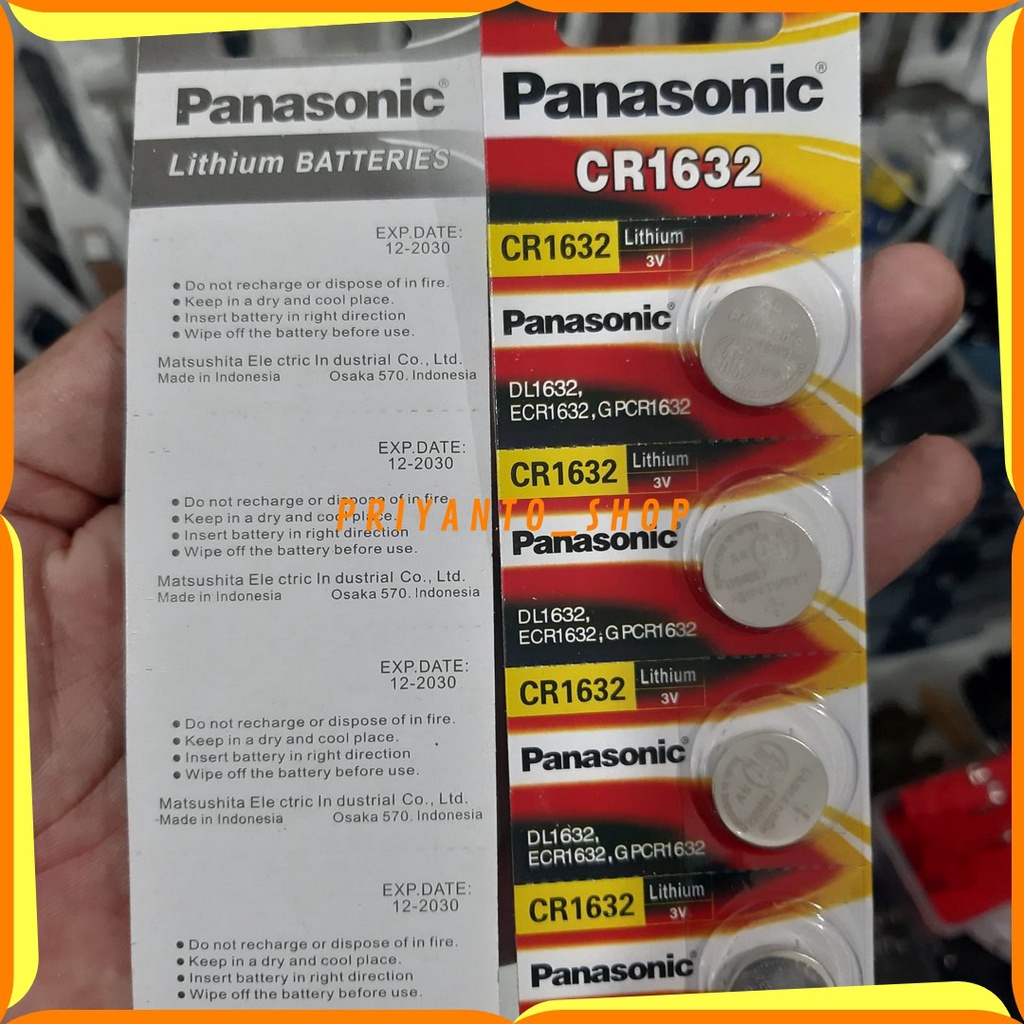 Panasonic®
Lithium BATTERIES
EXP.DATE:
12-2030
• Do not recharge or dispose of in fire.
• Keep in a dry and cool place.
• Insert battery in right direction
• Wipe off the battery before use.
Matsushita Ele ctric In dustrial Co., Ltd.
Made in Indonesia Osaka 570. Indonesia
EXP.DATE:
12-2030
• Do not recharge or dispose of in fire.
• Keep in a dry and cool place.
• Insert battery in right direction
• Wipe off the battery before use.
Matsushita Ele ctric In dustrial Co., Ltd.
Made in Indonesia Osaka 570. Indonesia
EXP.DATE:
12-2030
• Do not recharge or dispose of in fire.
• Keep in a dry and cool place.
• Insert battery in right direction
• Wipe off the battery before use.
Matsushita Ele ctric In dustrial Co., Ltd.
Made in Indonesia Osaka 570. Indonesia
EXP.DATE:
12-2030
• Do not recharge or dispose of in fire.
• Keep in a dry and cool place.
• Insert battery in right direction
• Wipe off the battery before use.
Panasonic®
CR1632
CR1632 Lithium
3V
Panasonic®
DL1632,
ECR1632,GPCR1632
CR1632 Lithium
3V
Panasonic®
DL1632,
ECR1632,GPCR1632
CR1632 Lithium
3V
Panasonic®
DL1632,
ECR1632,GPCR1632
CR1632 Lithium
3V
Panasonic®
PRIYANTO_SHOP